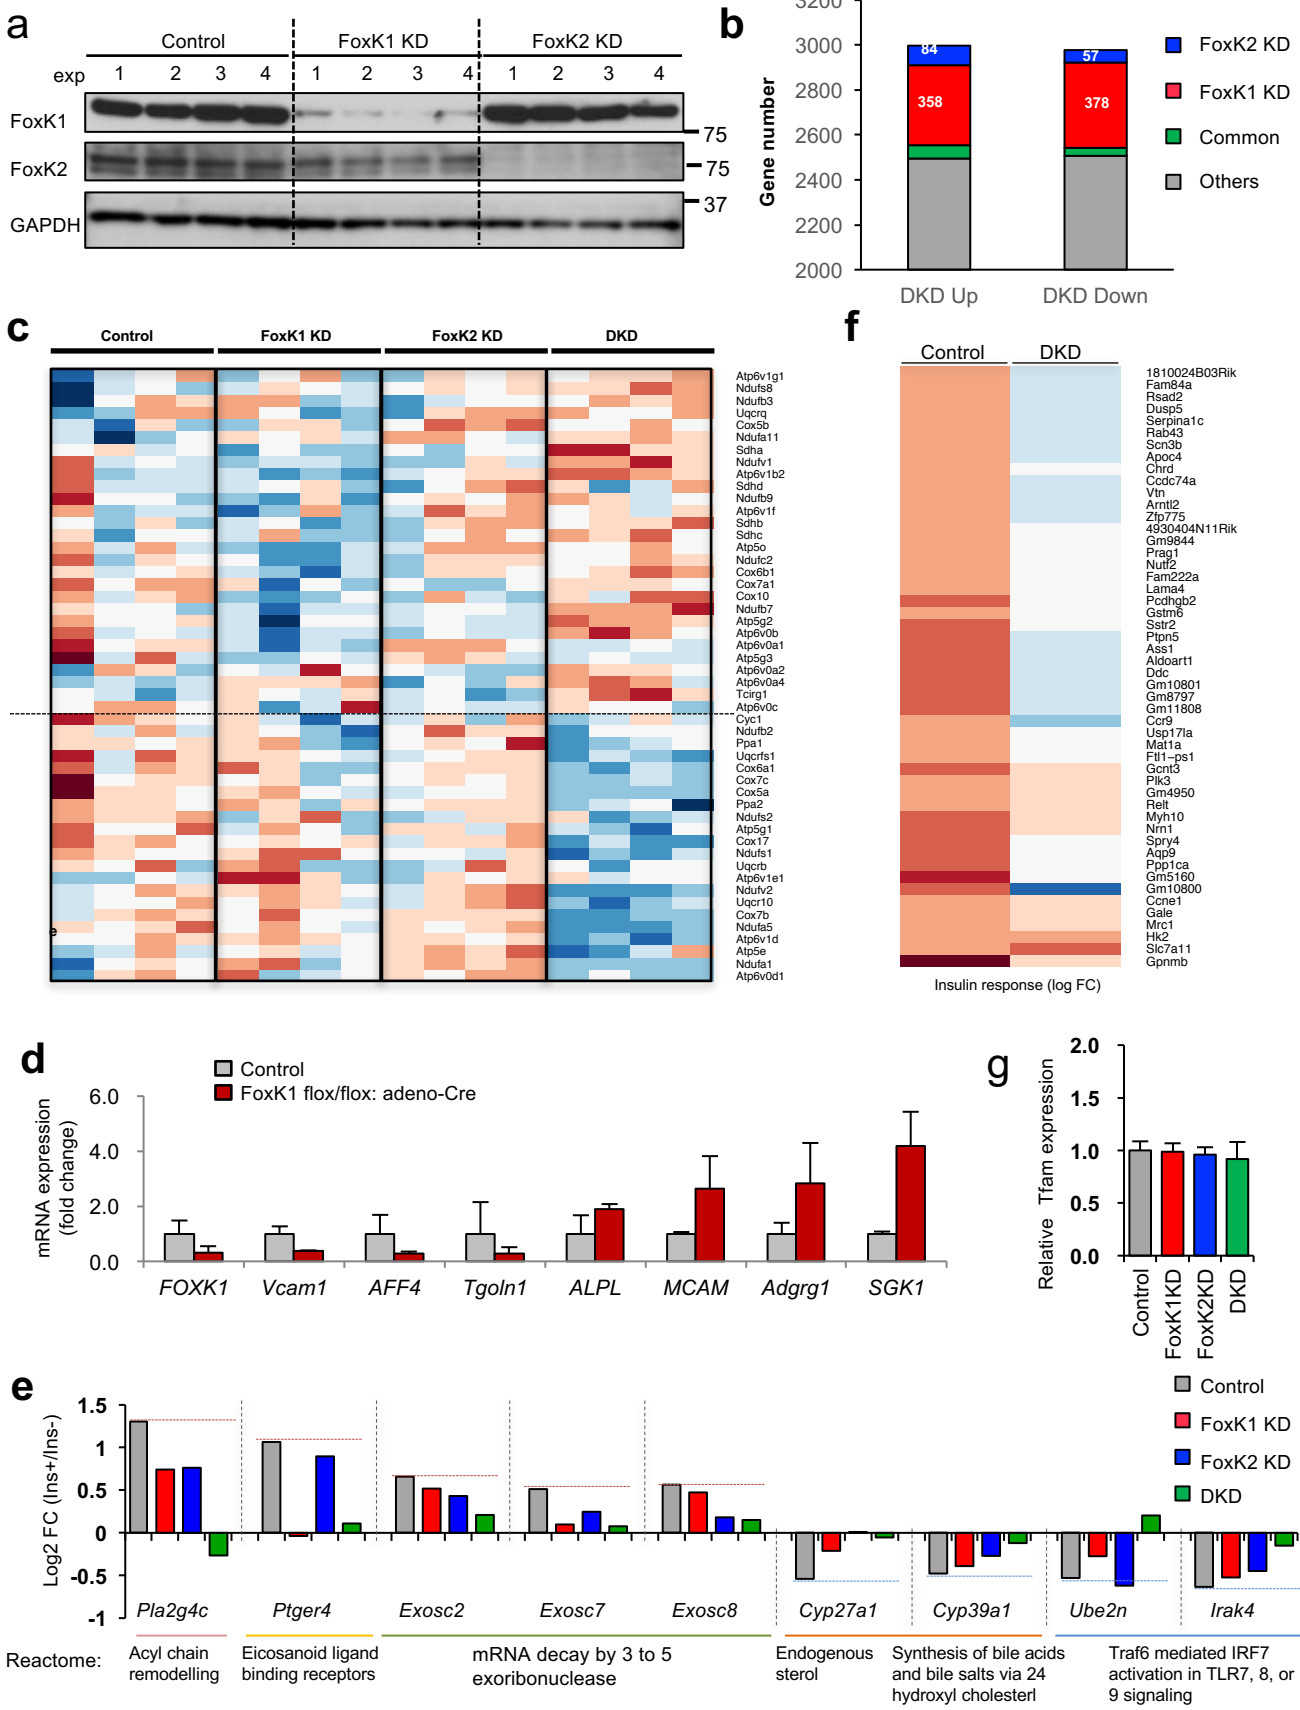 a
Control
FoxK1 KD
FoxK2 KD
exp 1 2 3 4 1 2 3 4 1 2 3 4
FoxK1
75
FoxK2
75
37
GAPDH
b
3200
3000
2800
2600
2400
2200
2000
Gene number
84
358
57
378
DKD Up
DKD Down
FoxK2 KD
FoxK1 KD
Common
Others
c
Control
FoxK1 KD
FoxK2 KD
DKD
Atp6v1g1
Ndufs8
Ndufb3
Uqcrq
Cox5b
Ndufa11
Sdha
Ndufv1
Atp6v1b2
Sdhd
Ndufb9
Atp6v1f
Sdhb
Sdhc
Atp5o
Ndufc2
Cox6b1
Cox7a1
Cox10
Ndufb7
Atp5g2
Atp6v0b
Atp6v0a1
Atp5g3
Atp6v0a2
Atp6v0a4
Tcirg1
Atp6v0c
Cyc1
Ndufb2
Ppa1
Uqcrfs1
Cox6a1
Cox7c
Cox5a
Ppa2
Ndufs2
Atp5g1
Cox17
Ndufs1
Uqcrb
Atp6v1e1
Ndufv2
Uqcr10
Cox7b
Ndufa5
Atp6v1d
Atp5e
Ndufa1
Atp6v0d1
e
f
Control
DKD
1810024B03Rik
Fam84a
Rsad2
Dusp5
Serpina1c
Rab43
Scn3b
Apoc4
Chrd
Ccdc74a
Vtn
Arntl2
Zfp775
4930404N11Rik
Gm9844
Prag1
Nutf2
Fam222a
Lama4
Pcdhgb2
Gstm6
Sstr2
Ptpn5
Ass1
Aldoart1
Ddc
Gm10801
Gm8797
Gm11808
Ccr9
Usp17la
Mat1a
Ftl1−ps1
Gcnt3
Plk3
Gm4950
Relt
Myh10
Nrn1
Spry4
Aqp9
Ppp1ca
Gm5160
Gm10800
Ccne1
Gale
Mrc1
Hk2
Slc7a11
Gpnmb
Insulin response (log FC)
d
Control
FoxK1 flox/flox: adeno-Cre
mRNA expression
(fold change)
6.0
4.0
2.0
0.0
FOXK1
Vcam1
AFF4
Tgoln1
ALPL
MCAM
Adgrg1
SGK1
g
Relative Tfam expression
2.0
1.5
1.0
0.5
0.0
Control
FoxK1KD
FoxK2KD
DKD
e
Log2 FC (Ins+/Ins-)
1.5
1
0.5
0
-0.5
-1
Control
FoxK1 KD
FoxK2 KD
DKD
Pla2g4c
Ptger4
Exosc2
Exosc7
Exosc8
Cyp27a1
Cyp39a1
Ube2n
Irak4
Reactome:
Acyl chain
remodelling
Eicosanoid ligand
binding receptors
mRNA decay by 3 to 5
exoribonuclease
Endogenous
sterol
Synthesis of bile acids
and bile salts via 24
hydroxyl cholesterl
Traf6 mediated IRF7
activation in TLR7, 8, or
9 signaling